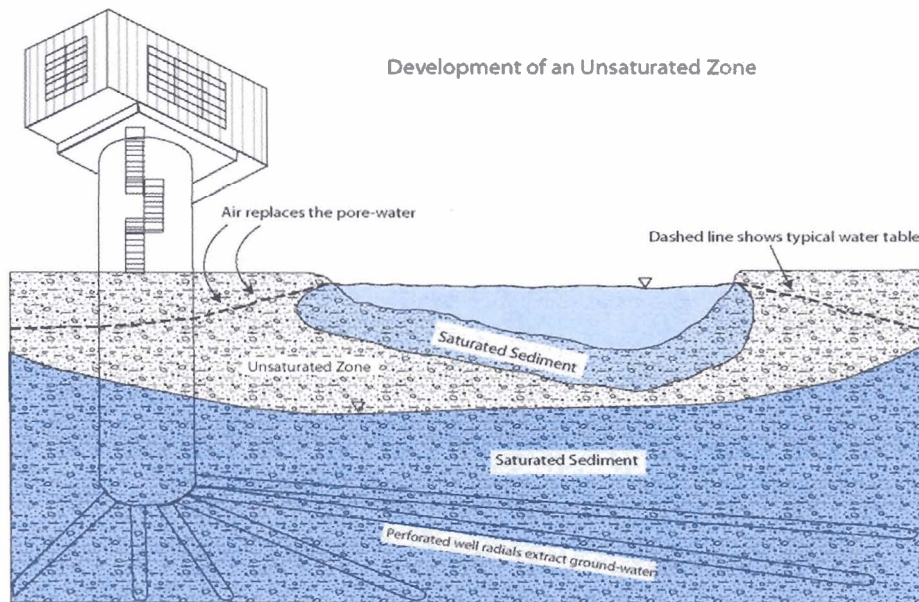 Development of an Unsaturated Zone
Air replaces the pore-water
Dashed line shows typical water table
Saturated Sediment
Unsaturated Zone
Saturated Sediment
Perforated well radials extract ground-water